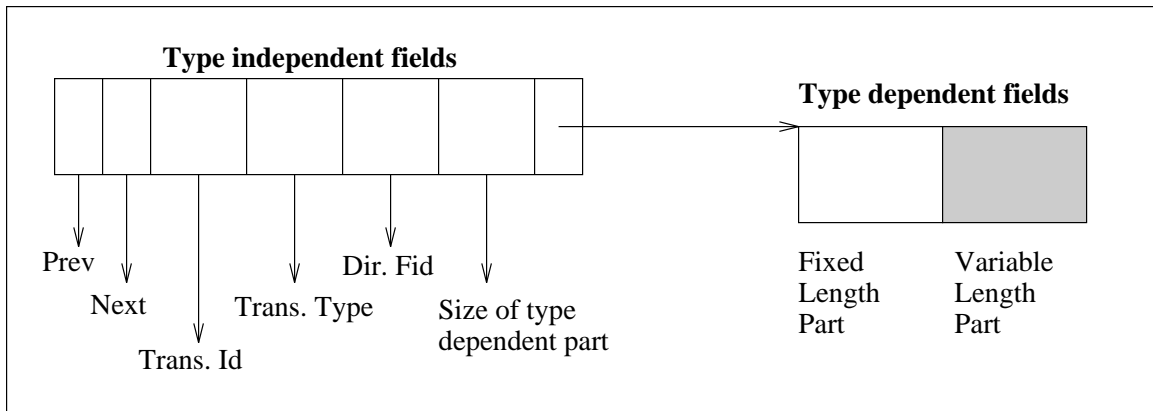 Type independent fields
Type dependent fields
Prev
Next
Trans. Id
Trans. Type
Dir. Fid
Size of type
dependent part
Fixed
Length
Part
Variable
Length
Part